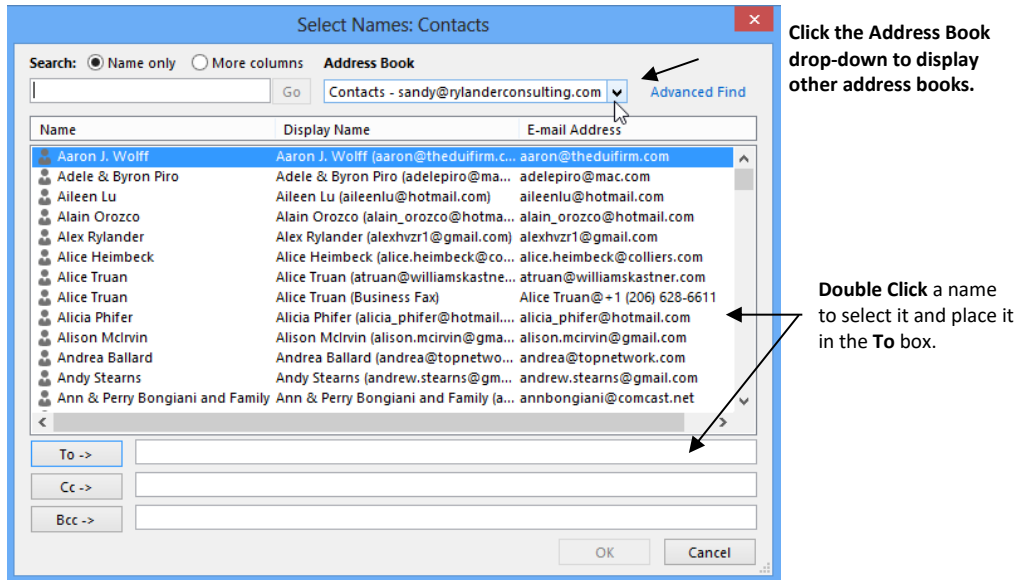 Select Names: Contacts
Search: Name only More columns Address Book
Go Contacts - sandy@rylanderconsulting.com Advanced Find
Name Display Name E-mail Address
Aaron J. Wolff Aaron J. Wolff (aaron@theduifirm.c... aaron@theduifirm.com
Adele & Byron Piro Adele & Byron Piro (adelepiro@ma... adelepiro@mac.com
Aileen Lu Aileen Lu (aileenlu@hotmail.com) aileenlu@hotmail.com
Alain Orozco Alain Orozco (alain_orozco@hotma... alain_orozco@hotmail.com
Alex Rylander Alex Rylander (alexhvzr1@gmail.com) alexhvzr1@gmail.com
Alice Heimbeck Alice Heimbeck (alice.heimbeck@co... alice.heimbeck@colliers.com
Alice Truan Alice Truan (atruan@williamskastne... atruan@williamskastner.com
Alice Truan Alice Truan (Business Fax) Alice Truan@+1 (206) 628-6611
Alicia Phifer Alicia Phifer (alicia_phifer@hotmail.... alicia_phifer@hotmail.com
Alison McIrvin Alison McIrvin (alison.mcirvin@gma... alison.mcirvin@gmail.com
Andrea Ballard Andrea Ballard (andrea@topnetwo... andrea@topnetwork.com
Andy Stearns Andy Stearns (andrew.stearns@gm... andrew.stearns@gmail.com
Ann & Perry Bongiani and Family Ann & Perry Bongiani and Family (a... annbongiani@comcast.net
To ->
Cc ->
Bcc ->
OK Cancel
Click the Address Book
drop-down to display
other address books.
Double Click a name
to select it and place it
in the To box.